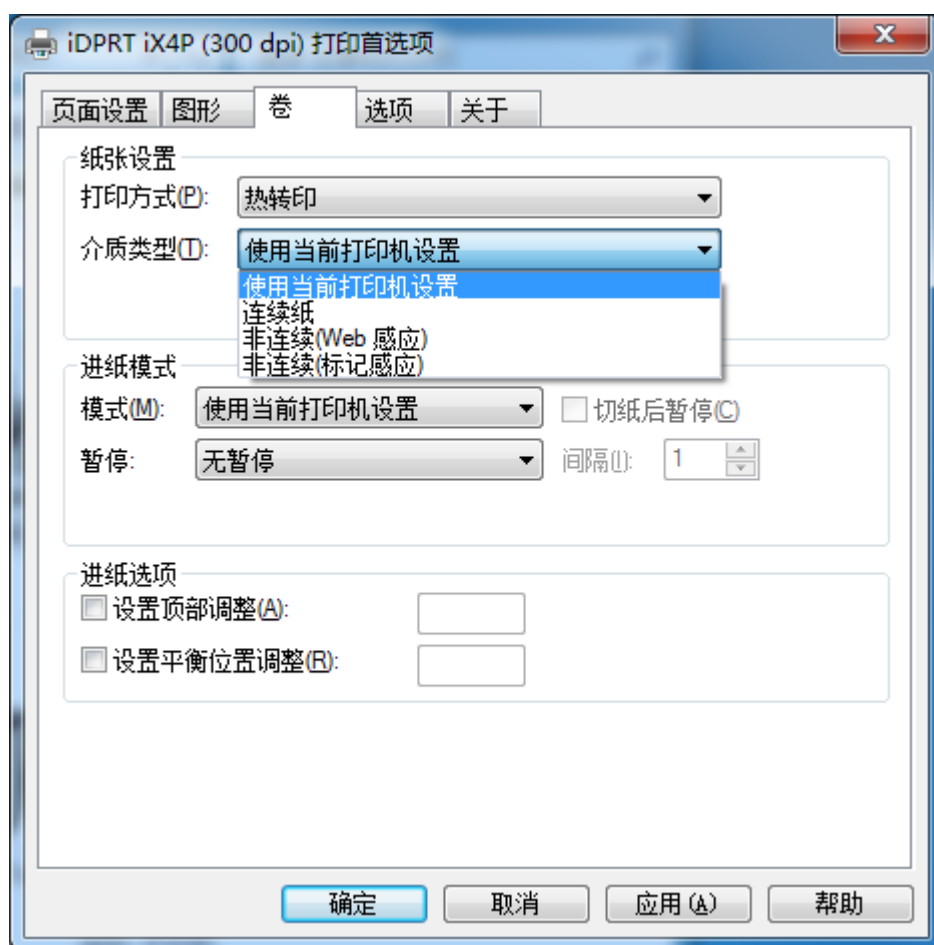 iDPRT iX4P (300 dpi) 打印首选项
页面设置 图形 卷 选项 关于
纸张设置
打印方式(P): 热转印
介质类型(T): 使用当前打印机设置
使用当前打印机设置
连续纸
非连续(Web 感应)
非连续(标记感应)
进纸模式
模式(M): 使用当前打印机设置 切纸后暂停(C)
暂停: 无暂停 间隔(I): 1
进纸选项
设置顶部调整(A):
设置平衡位置调整(R):
确定 取消 应用(A) 帮助